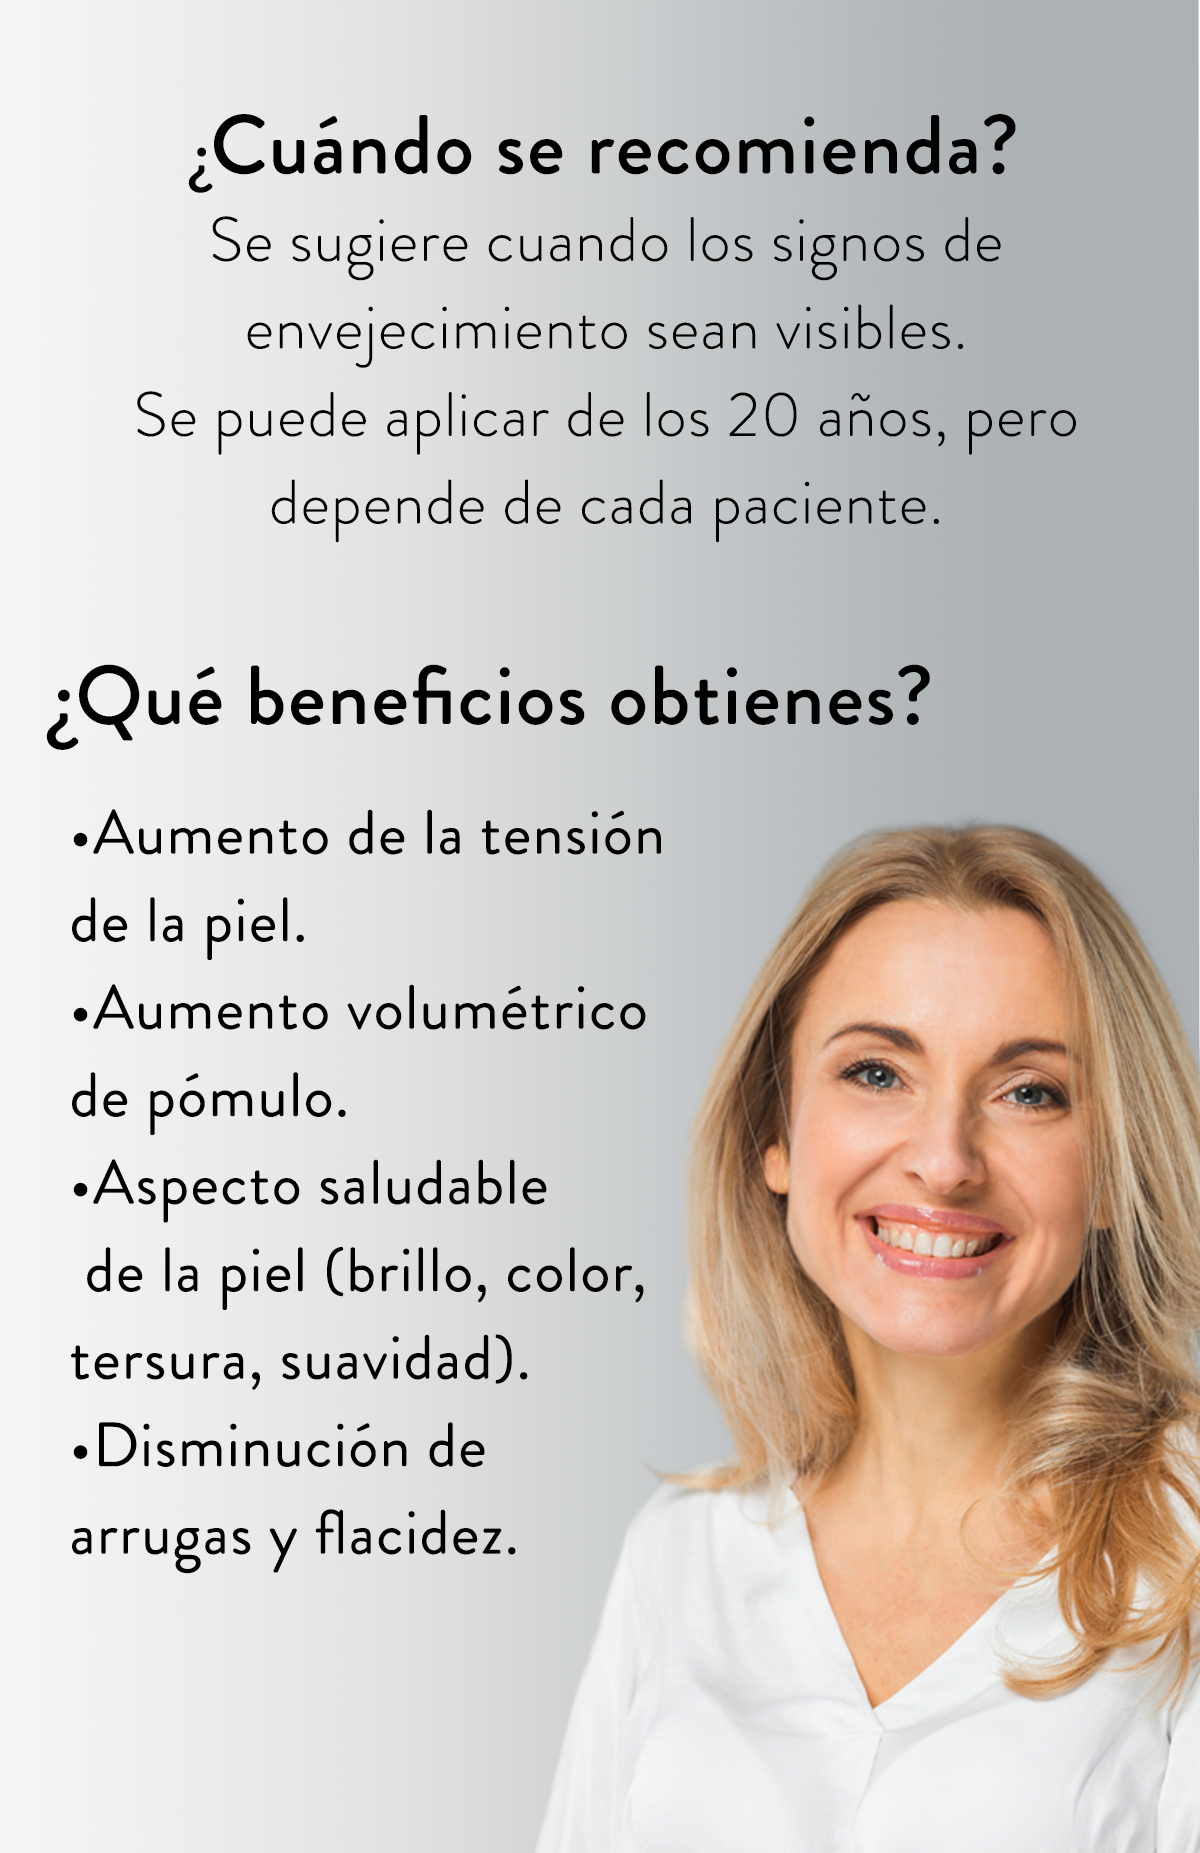 ¿Cuándo se recomienda?
Se sugiere cuando los signos de
envejecimiento sean visibles.
Se puede aplicar de los 20 años, pero
depende de cada paciente.
¿Qué beneficios obtienes?
•Aumento de la tensión
de la piel.
•Aumento volumétrico
de pómulo.
•Aspecto saludable
de la piel (brillo, color,
tersura, suavidad).
•Disminución de
arrugas y flacidez.